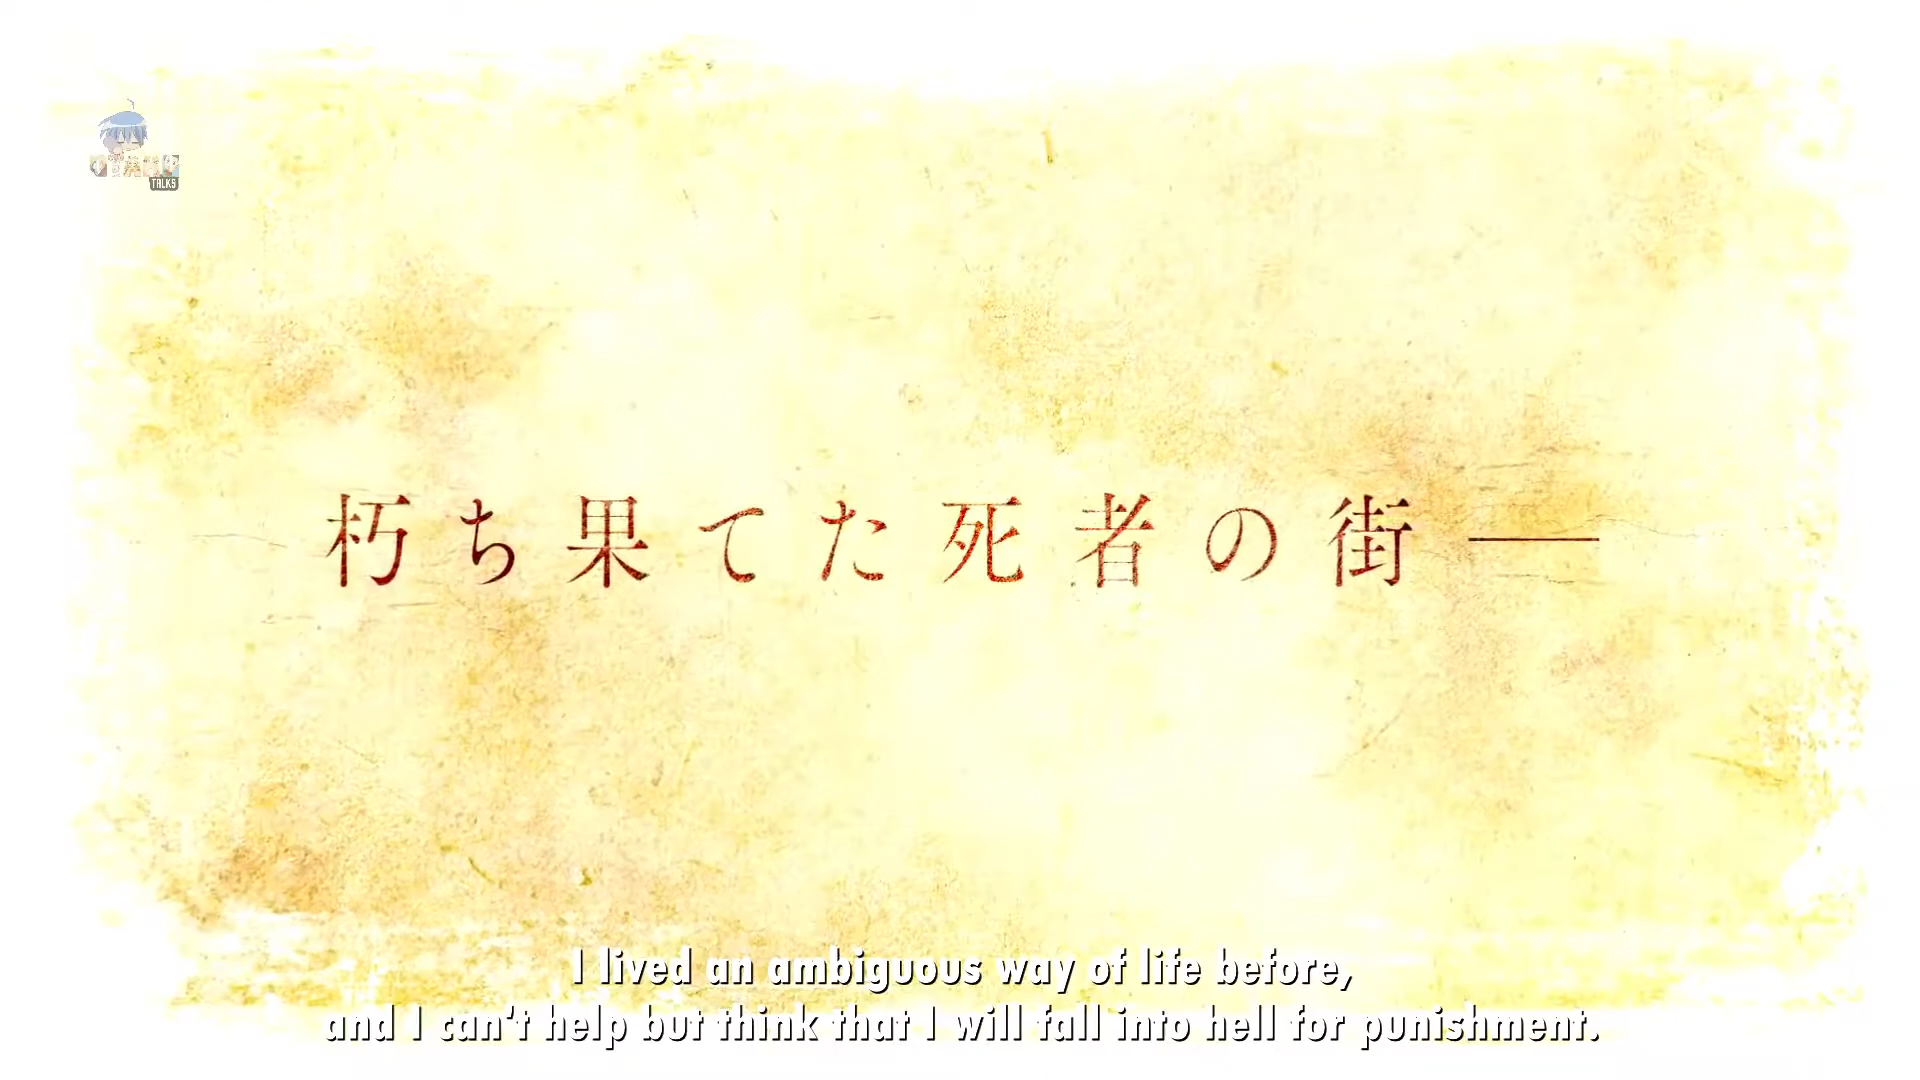 TALKS
朽ち果てた死者の街―
I lived an ambiguous way of life before,
and I can't help but think that I will fall into hell for punishment.